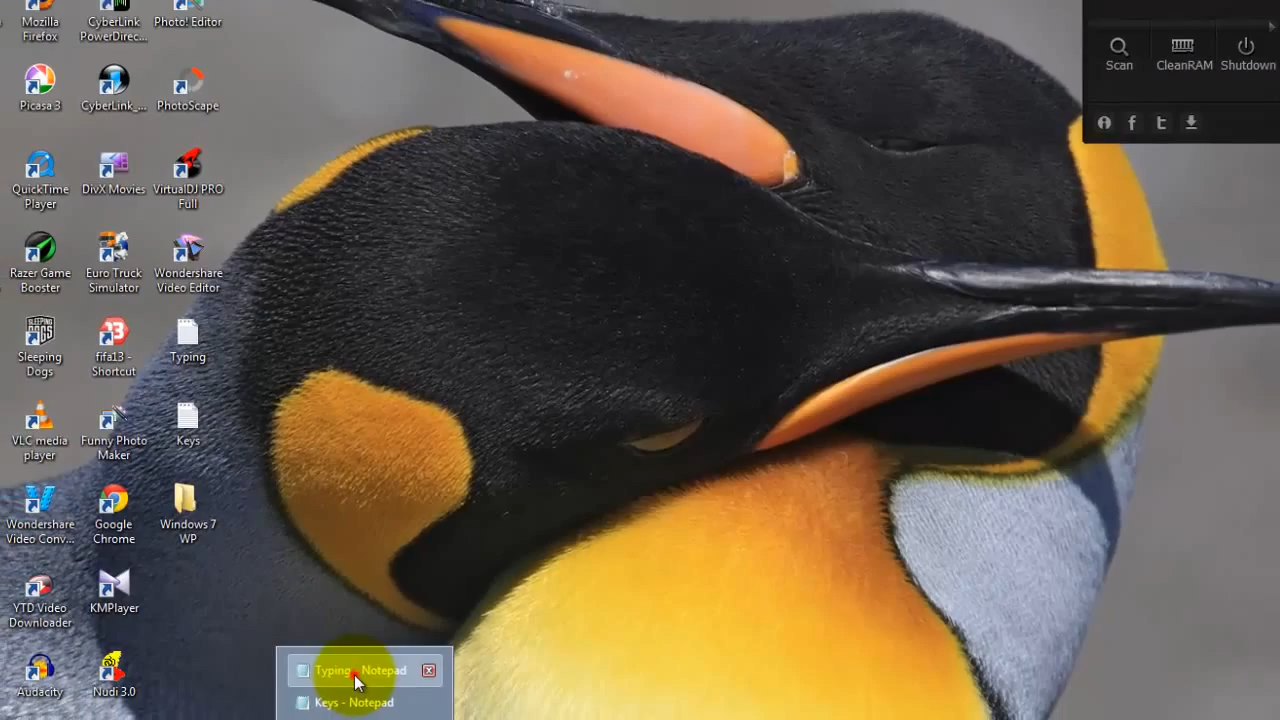 Mozilla
Firefox
CyberLink
PowerDirec...
Photo! Editor
Picasa 3
CyberLink_...
PhotoScape
QuickTime
Player
DivX Movies
VirtualDJ PRO
Full
Razer Game
Booster
Euro Truck
Simulator
Wondershare
Video Editor
SLEEPING
DOGS
Sleeping
Dogs
13
fifa13 -
Shortcut
Typing
VLC media
player
Funny Photo
Maker
Keys
Wondershare
Video Conv...
Google
Chrome
Windows 7
WP
YTD Video
Downloader
KMPlayer
Audacity
Nudi 3.0
Scan
CleanRAM
Shutdown
Typing - Notepad
Keys - Notepad